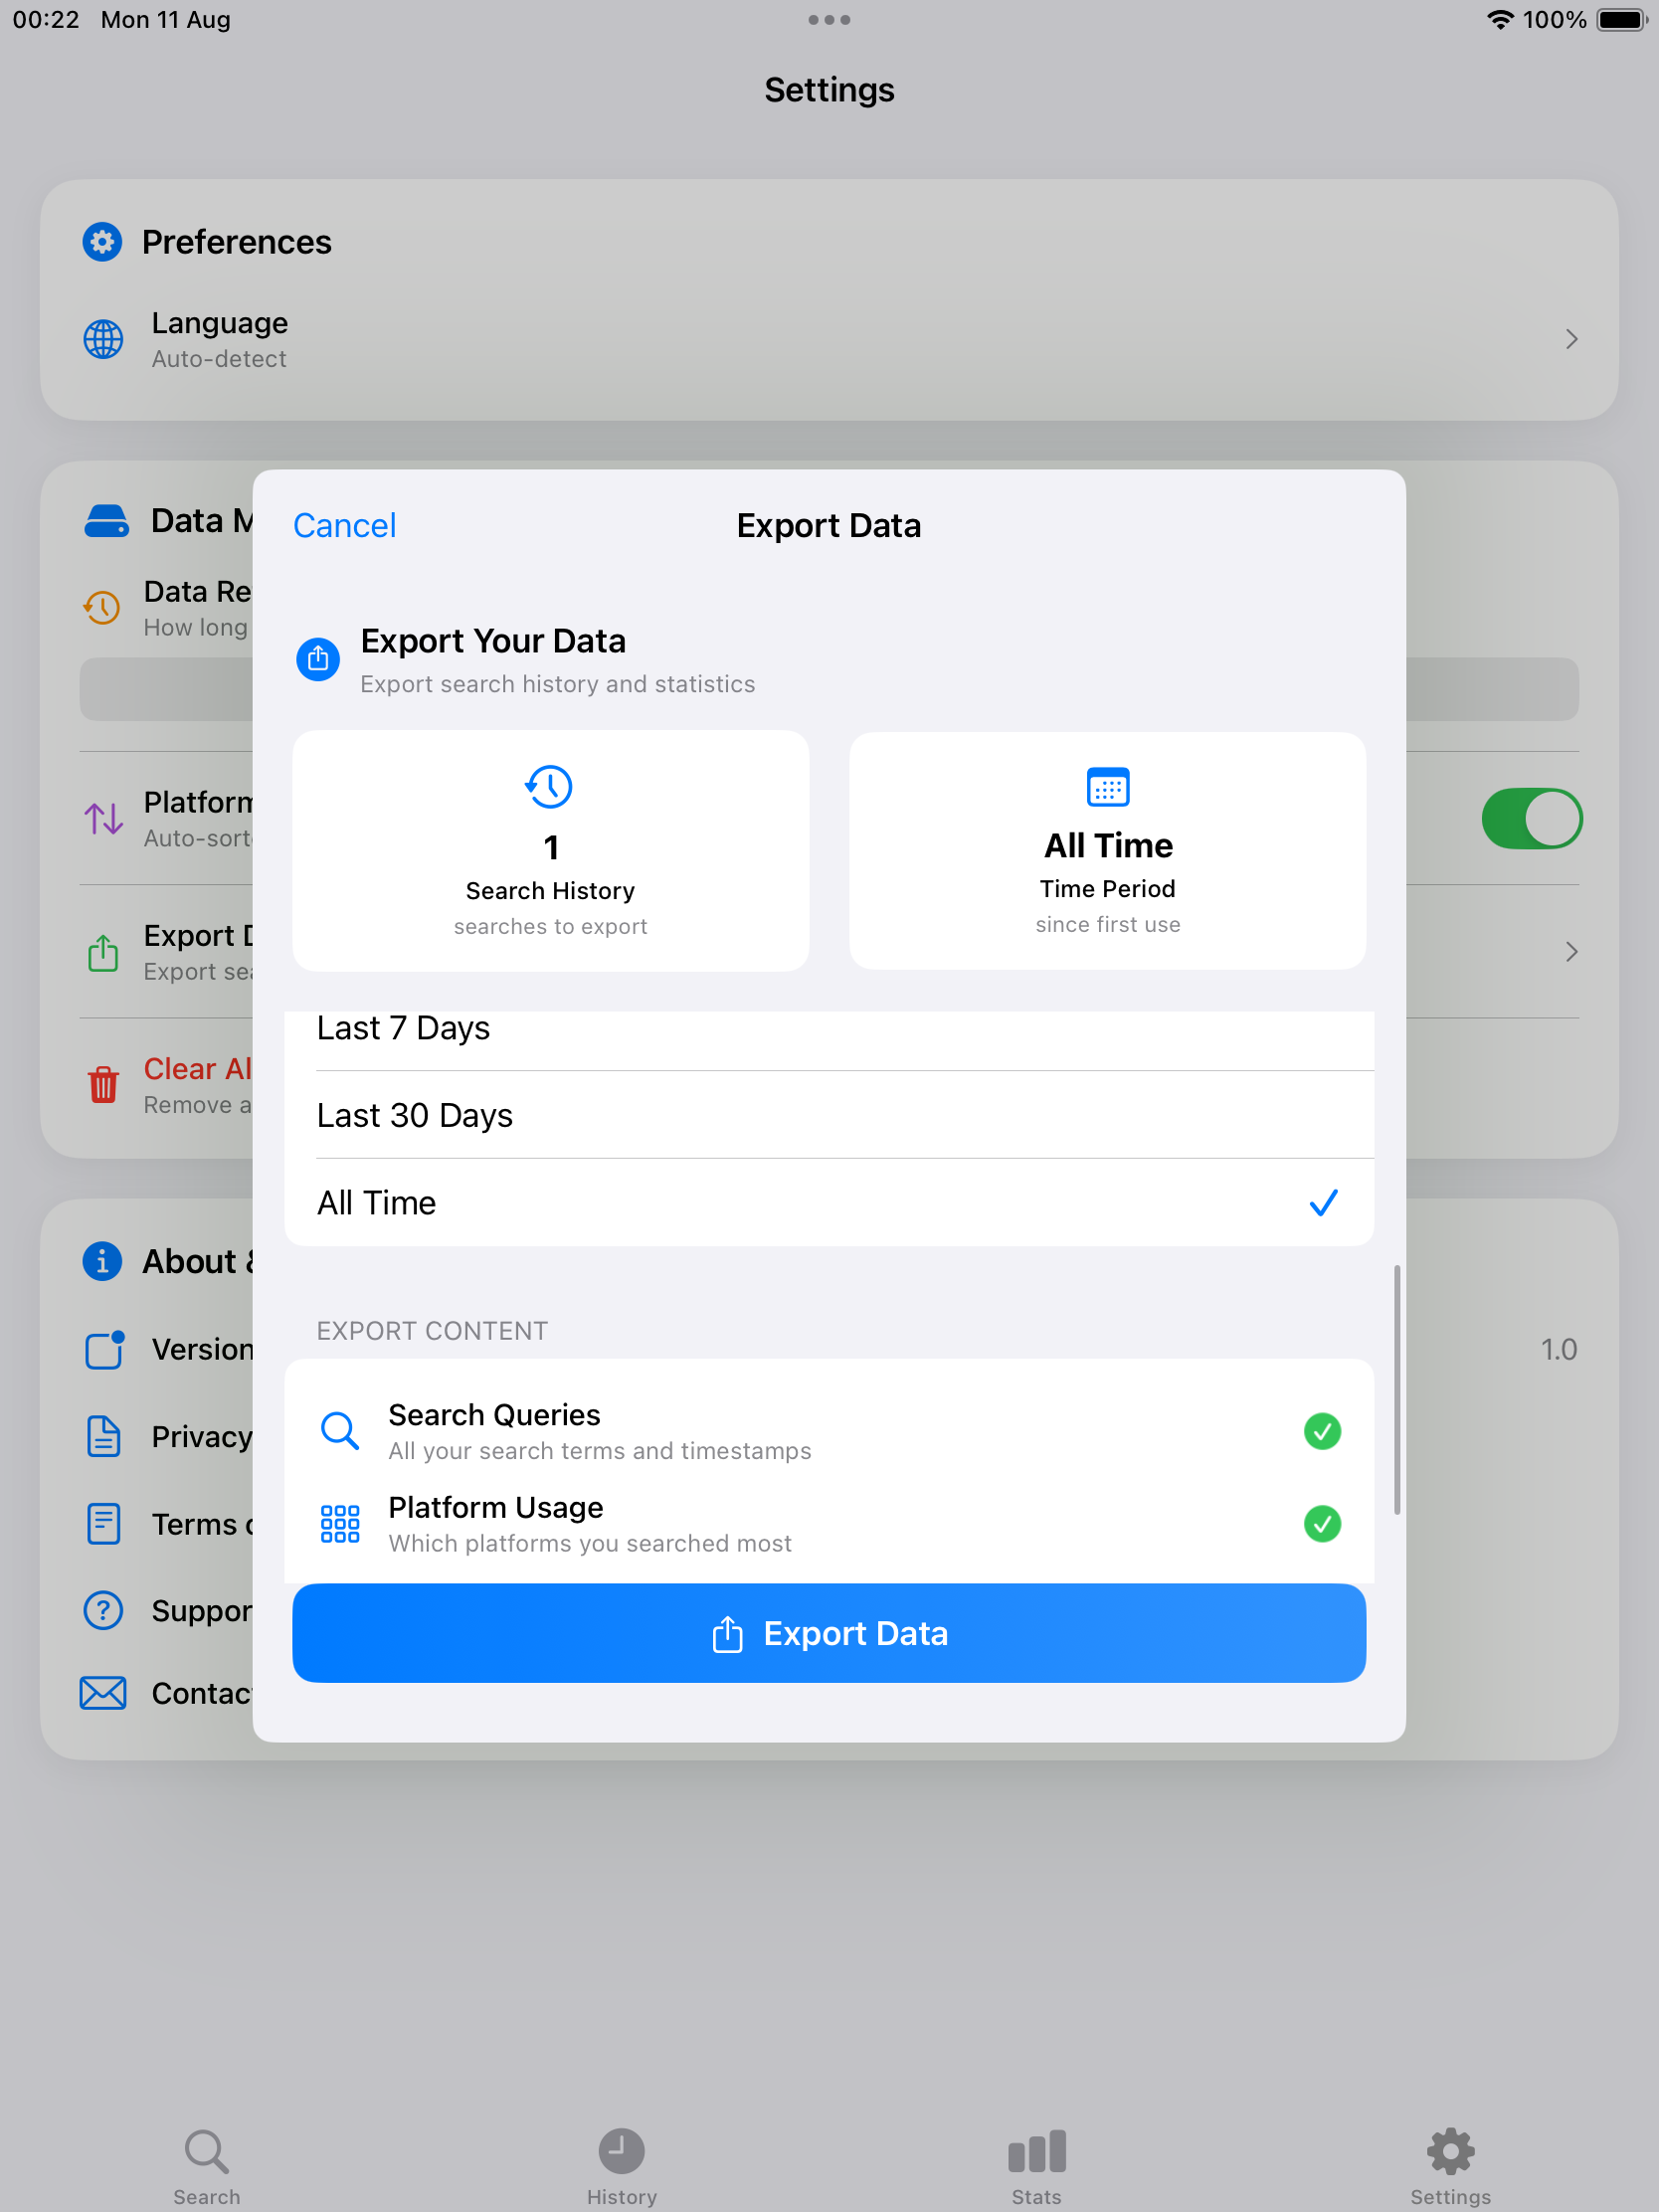 00:22 Mon 11 Aug
100%
Settings
Preferences
Language
Auto-detect
Data M
Data Re
How long
Platform
Auto-sort
Export D
Export sea
Clear Al
Remove a
About &
Version
1.0
Privacy
Terms o
Suppor
Contac
Cancel
Export Data
Export Your Data
Export search history and statistics
1
Search History
searches to export
All Time
Time Period
since first use
Last 7 Days
Last 30 Days
All Time
EXPORT CONTENT
Search Queries
All your search terms and timestamps
Platform Usage
Which platforms you searched most
Export Data
Search
History
Stats
Settings